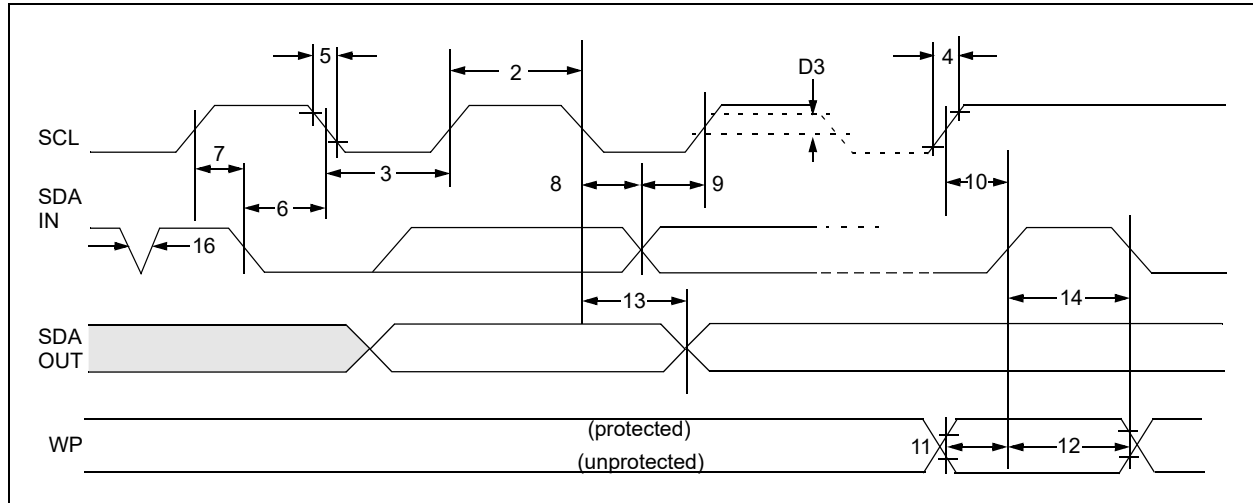 5
2
D3
4
SCL
7
3
8
9
10
SDA
IN
6
16
13
14
SDA
OUT
WP
(protected)
(unprotected)
11
12